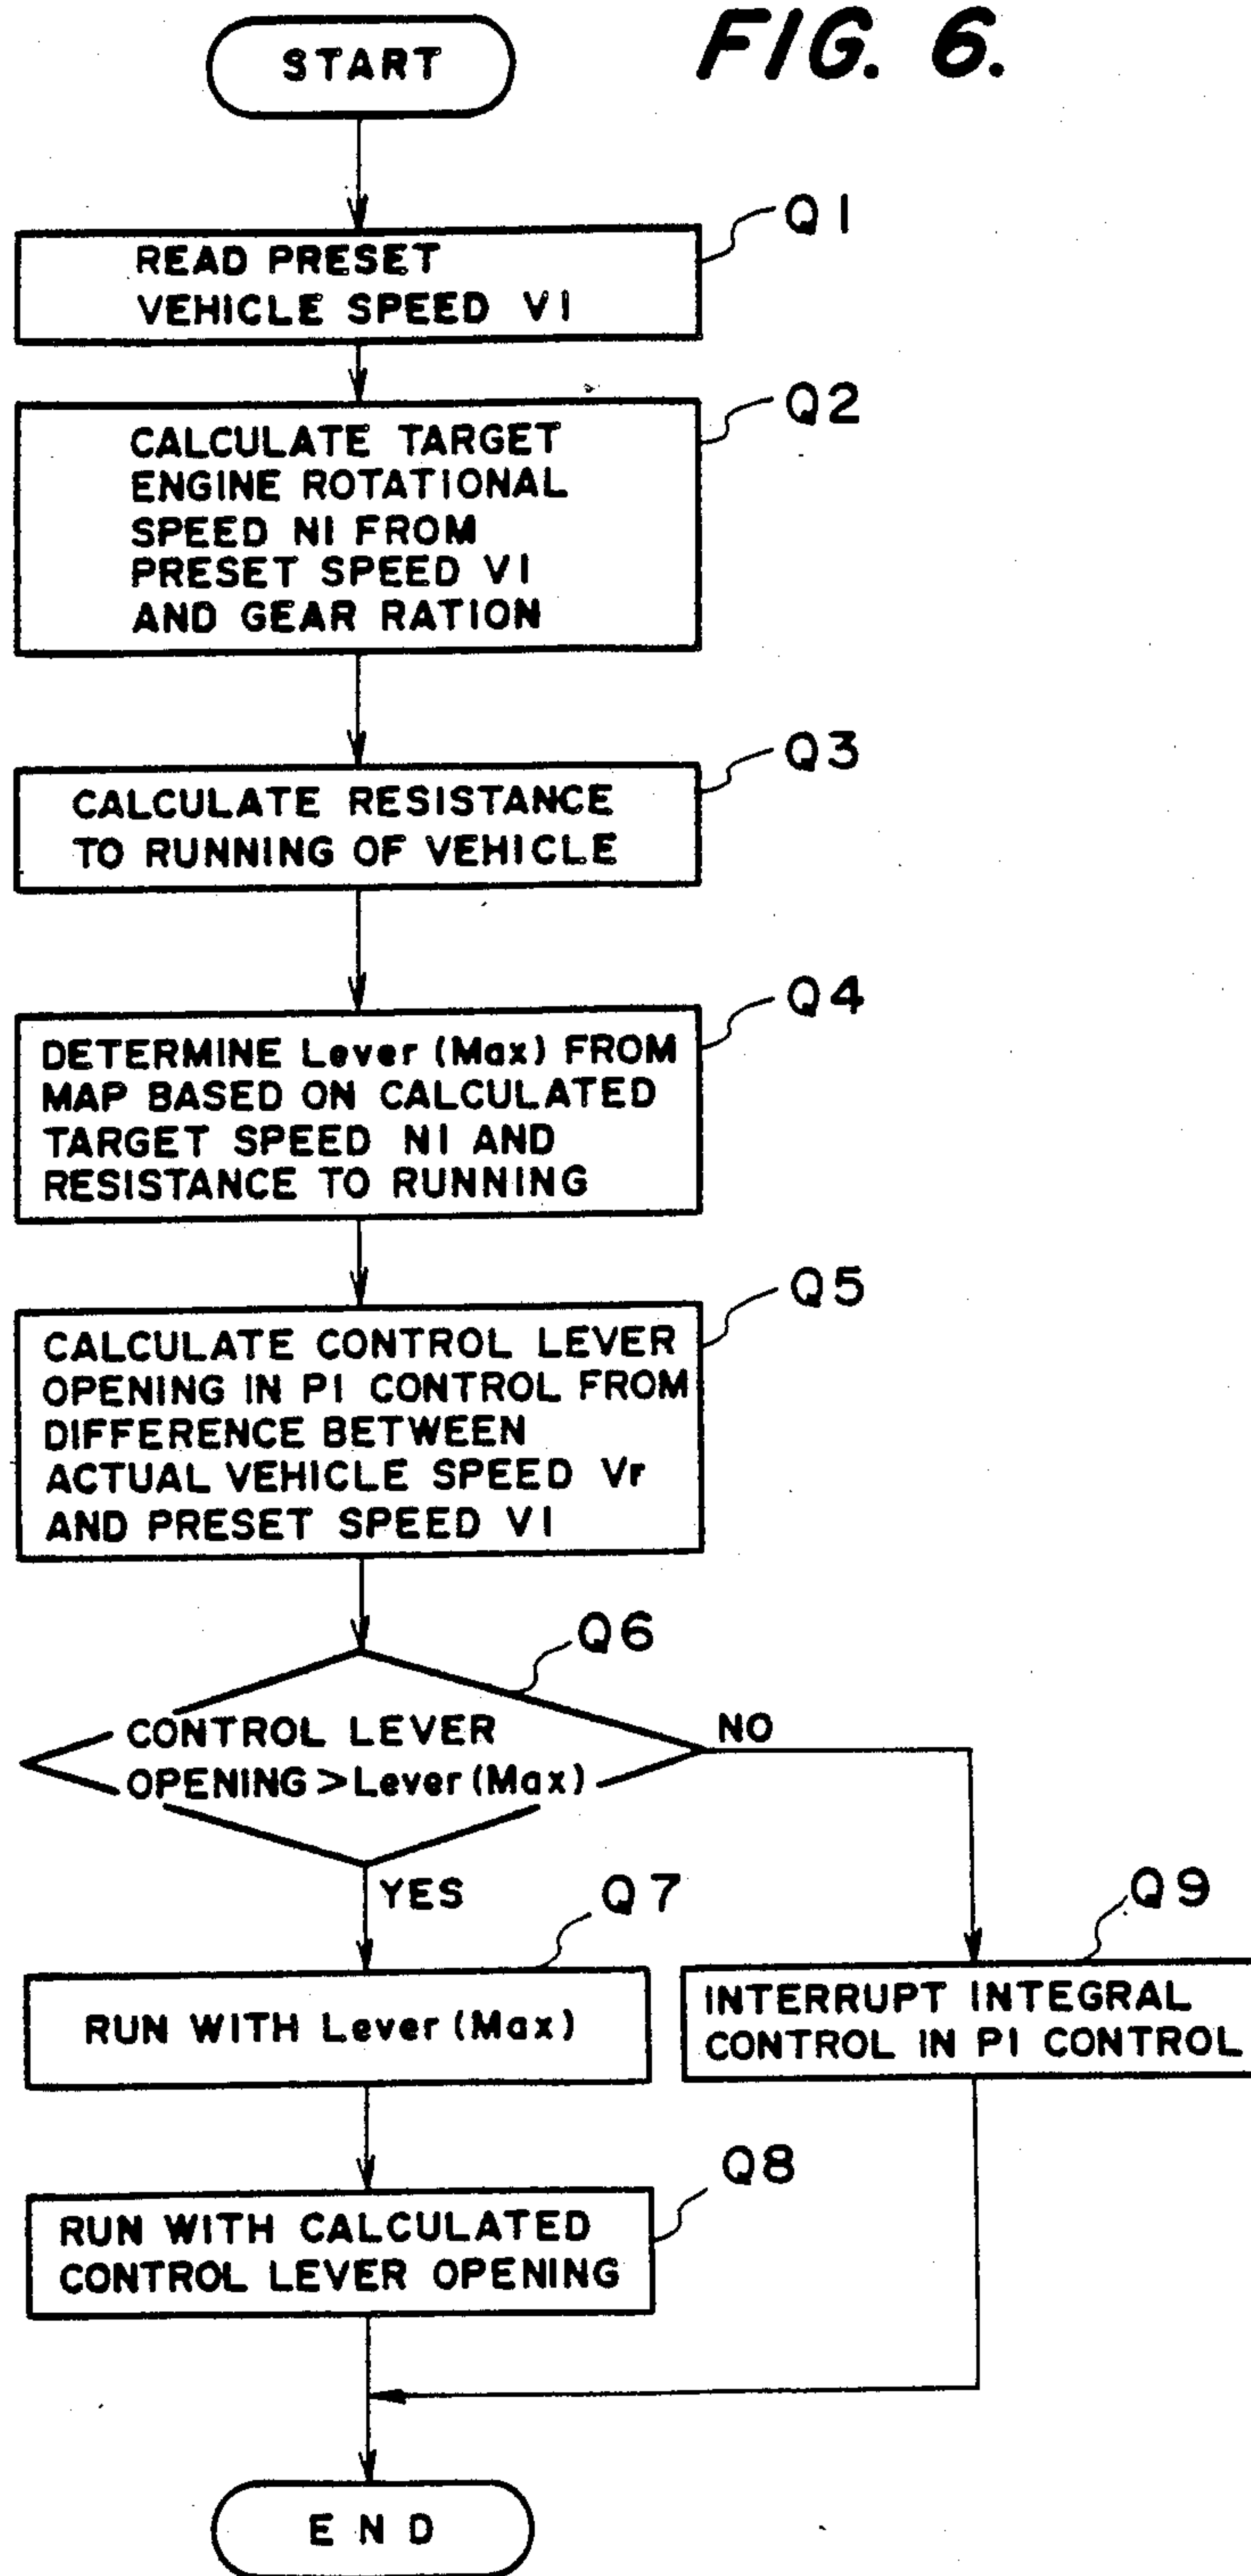 FIG. 6.
START
Q1
READ PRESET
VEHICLE SPEED V1
Q2
CALCULATE TARGET
ENGINE ROTATIONAL
SPEED N1 FROM
PRESET SPEED V1
AND GEAR RATION
Q3
CALCULATE RESISTANCE
TO RUNNING OF VEHICLE
Q4
DETERMINE Lever (Max) FROM
MAP BASED ON CALCULATED
TARGET SPEED N1 AND
RESISTANCE TO RUNNING
Q5
CALCULATE CONTROL LEVER
OPENING IN PI CONTROL FROM
DIFFERENCE BETWEEN
ACTUAL VEHICLE SPEED Vr
AND PRESET SPEED V1
Q6
CONTROL LEVER
OPENING > Lever (Max)
NO
YES
Q7
RUN WITH Lever (Max)
Q9
INTERRUPT INTEGRAL
CONTROL IN PI CONTROL
Q8
RUN WITH CALCULATED
CONTROL LEVER OPENING
END